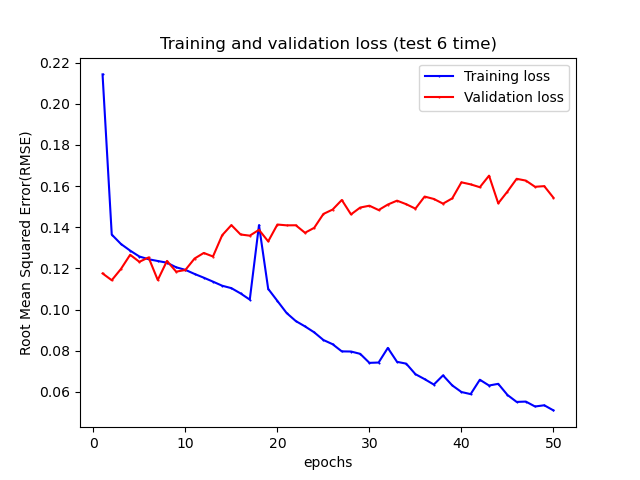 Training and validation loss (test 6 time)
Training loss
Validation loss
Root Mean Squared Error(RMSE)
0.22
0.20
0.18
0.16
0.14
0.12
0.10
0.08
0.06
0 10 20 30 40 50
epochs